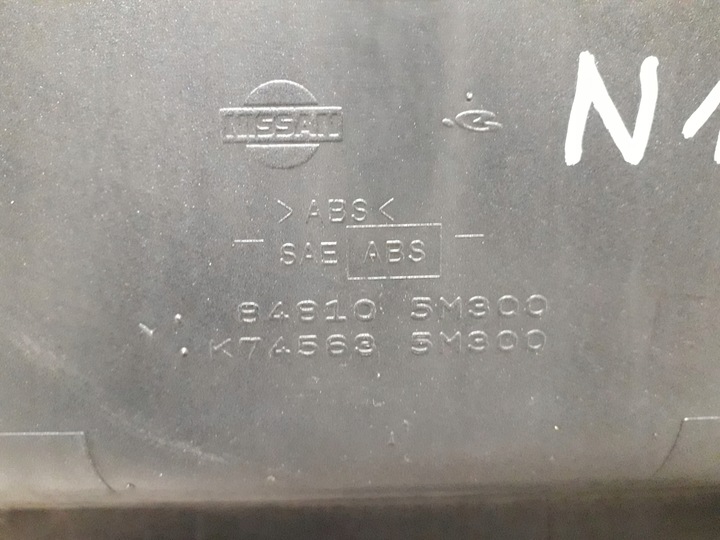 NISSAN
N1
>ABS<
SAE ABS
84810 5M300
K74563 5M300